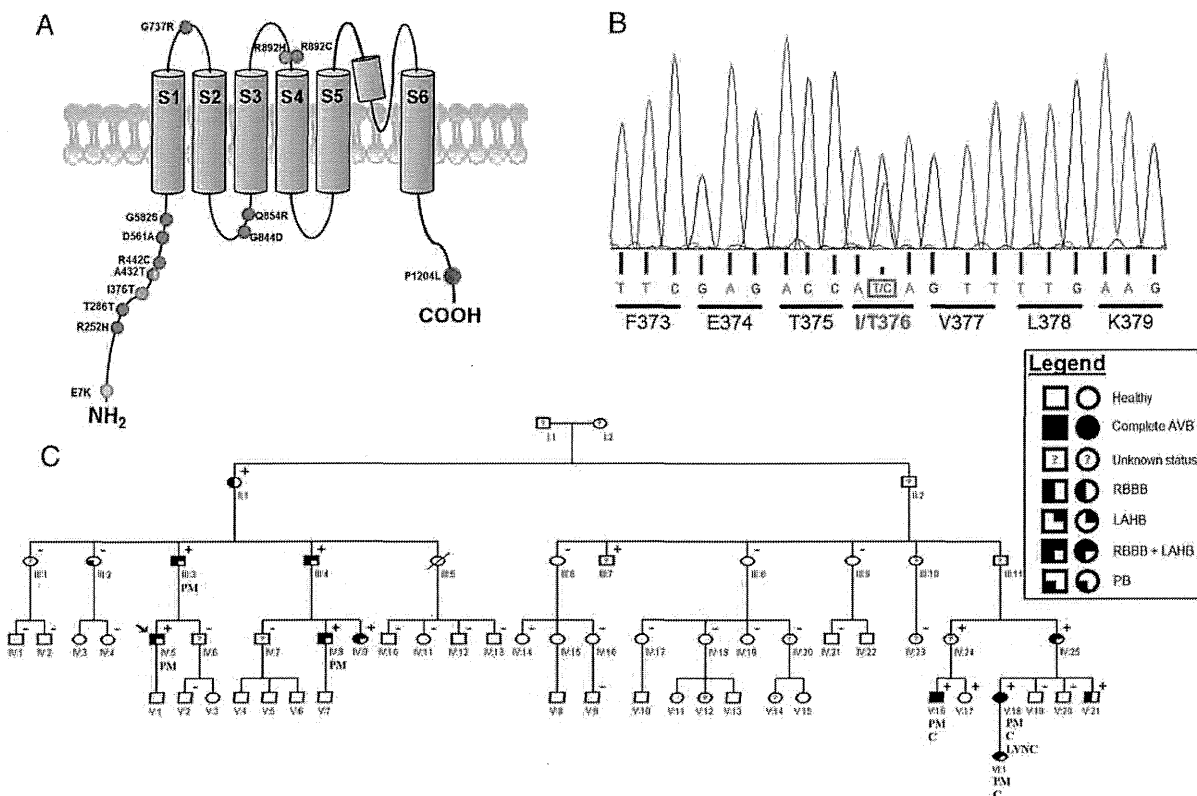 A
G737R
R892H
R892C
S1 S2 S3 S4 S5 S6
G582S
D561A
R442C
A432T
I376T
T286T
R252H
E7K
NH2
Q854R
G844D
P1204L
COOH
B
T T C G A G A C C A T/C A G T T T T G A A G
F373 E374 T375 I/T376 V377 L378 K379
Legend
Healthy
Complete AVB
Unknown status
RBBB
LAHB
RBBB + LAHB
PB
C
I:1 I:2
II:1 II:2
III:1 III:2 III:3 III:4 III:5 III:6 III:7 III:8 III:9 III:10 III:11
PM
IV:1 IV:2 IV:3 IV:4 IV:5 IV:6 IV:7 IV:8 IV:9 IV:10 IV:11 IV:12 IV:13 IV:14 IV:15 IV:16 IV:17 IV:18 IV:19 IV:20 IV:21 IV:22 IV:23 IV:24 IV:25
PM PM
V:1 V:2 V:3 V:4 V:5 V:6 V:7 V:8 V:9 V:10 V:11 V:12 V:13 V:14 V:15 V:16 V:17 V:18 V:19 V:20 V:21
PM PM
C C
LVNC
VI:1
PM
C